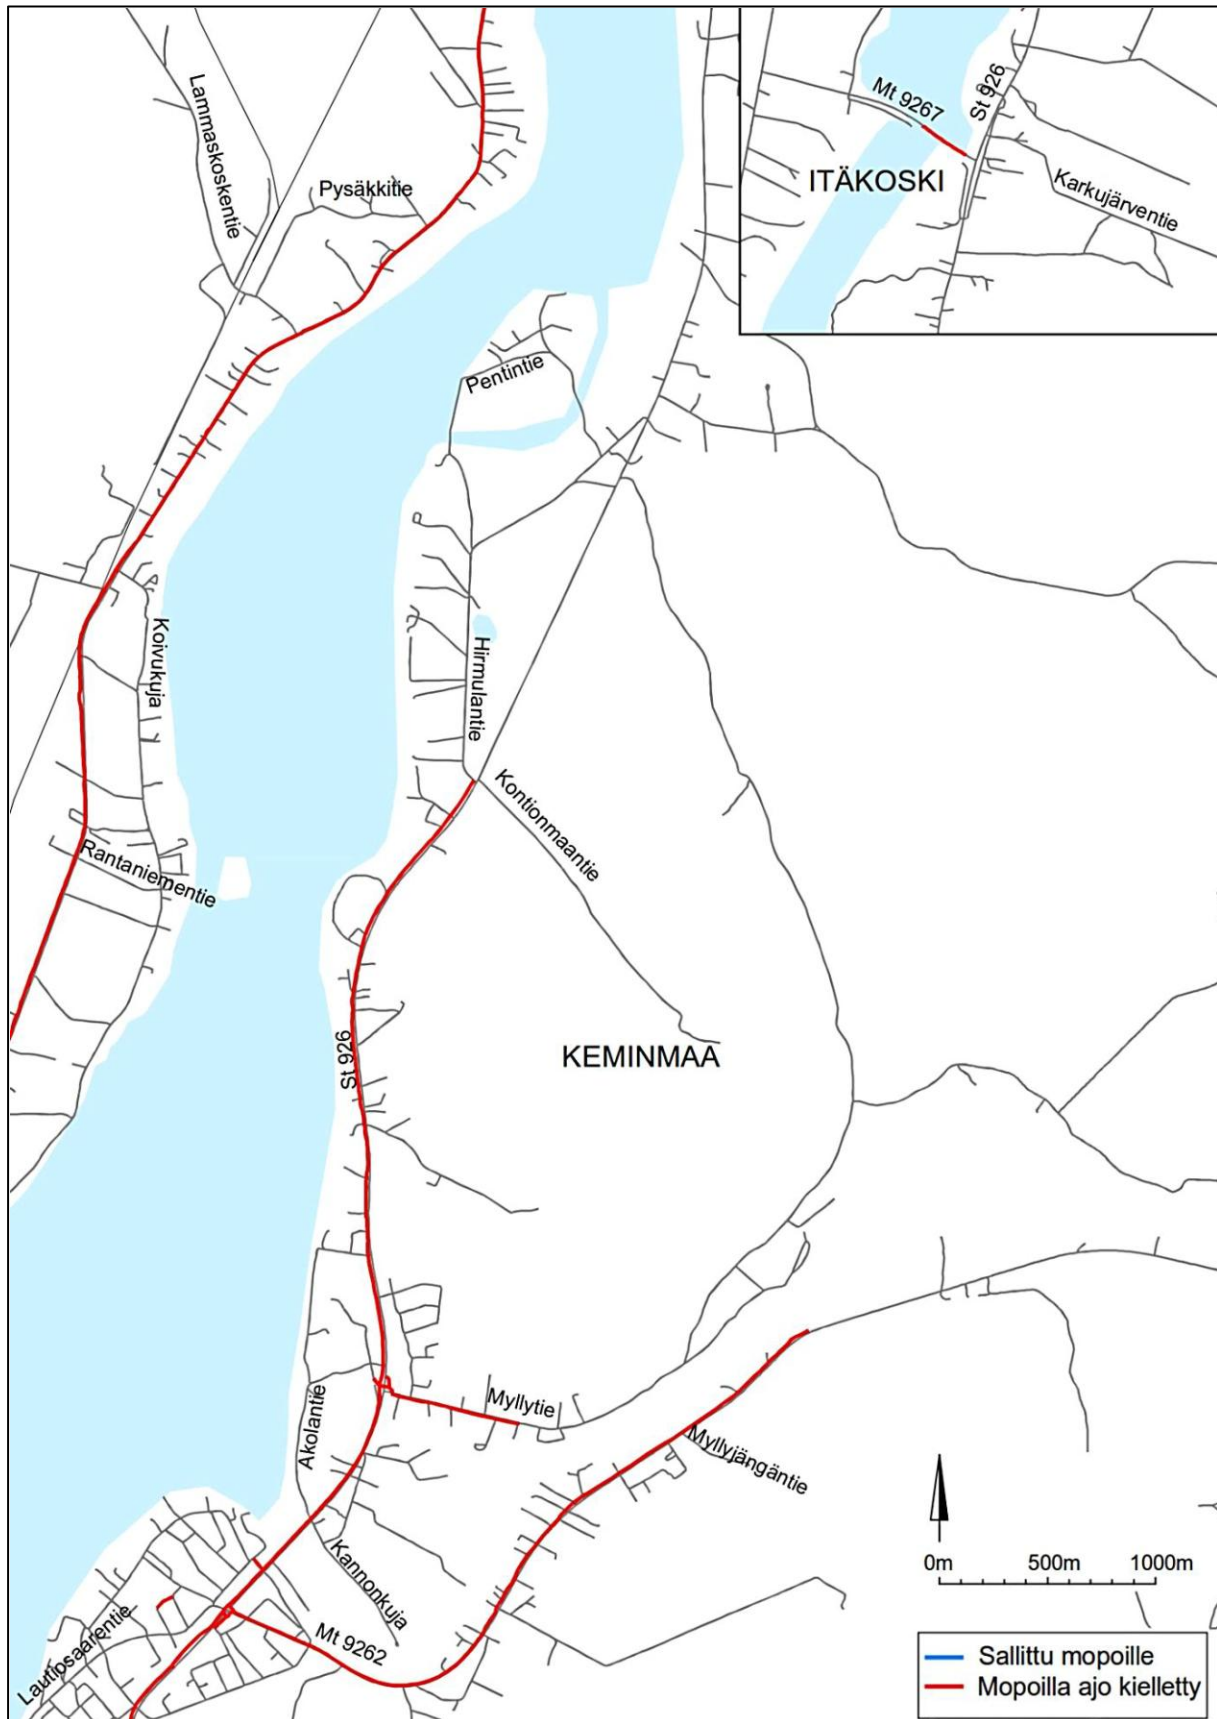 Lammaskoskentie
Pysäkkitie
Mt 9267
St 926
ITÄKOSKI
Karkujärventie
Pentintie
Koivukuja
Hirmulantie
Kontionmaantie
Rantaniementie
St 926
KEMINMAA
Akolantie
Myllytie
Myllyjängäntie
Kannonkuja
Mt 9262
Lautiosaarentie
0m 500m 1000m
Sallittu mopoille
Mopoilla ajo kielletty